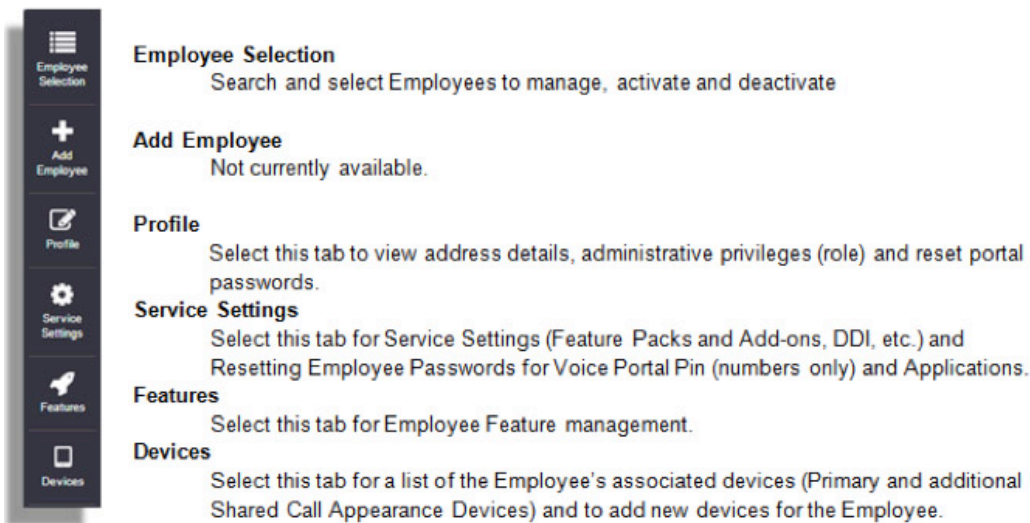 Employee
Selection
Add
Employee
Profile
Service
Settings
Features
Devices
Employee Selection
Search and select Employees to manage, activate and deactivate
Add Employee
Not currently available.
Profile
Select this tab to view address details, administrative privileges (role) and reset portal
passwords.
Service Settings
Select this tab for Service Settings (Feature Packs and Add-ons, DDI, etc.) and
Resetting Employee Passwords for Voice Portal Pin (numbers only) and Applications.
Features
Select this tab for Employee Feature management.
Devices
Select this tab for a list of the Employee's associated devices (Primary and additional
Shared Call Appearance Devices) and to add new devices for the Employee.